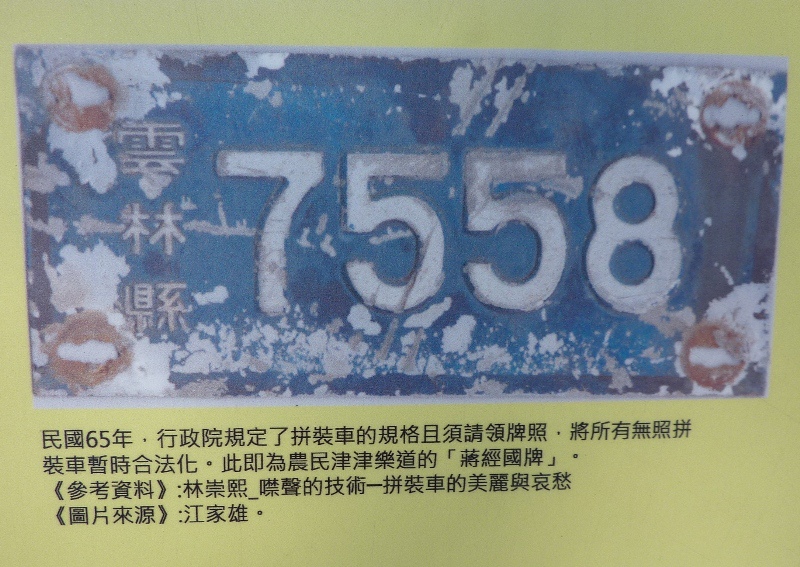 雲林縣
7558
民國65年，行政院規定了拼裝車的規格且須請領牌照，將所有無照拼
裝車暫時合法化。此即為農民津津樂道的「蔣經國牌」。
《參考資料》:林崇熙_噤聲的技術─拼裝車的美麗與哀愁
《圖片來源》:江家雄。